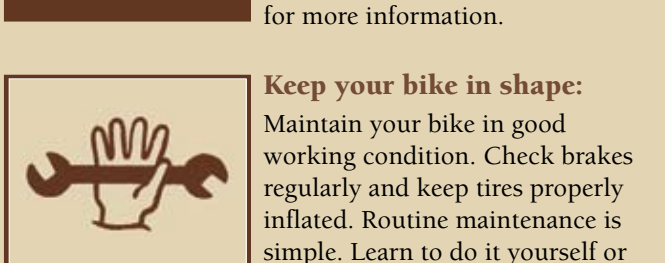 for more information.
Keep your bike in shape:
Maintain your bike in good
working condition. Check brakes
regularly and keep tires properly
inflated. Routine maintenance is
simple. Learn to do it yourself or